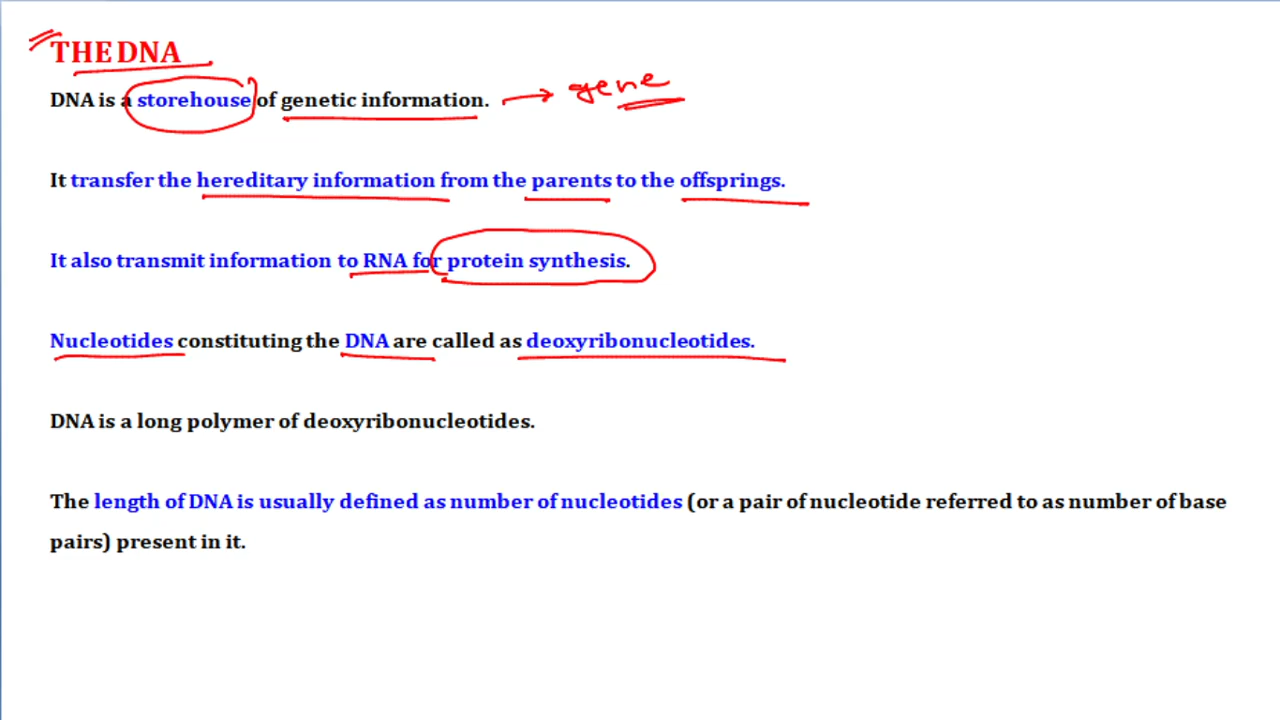 THE DNA
DNA is a storehouse of genetic information. → gene
It transfer the hereditary information from the parents to the offsprings.
It also transmit information to RNA for protein synthesis.
Nucleotides constituting the DNA are called as deoxyribonucleotides.
DNA is a long polymer of deoxyribonucleotides.
The length of DNA is usually defined as number of nucleotides (or a pair of nucleotide referred to as number of base
pairs) present in it.